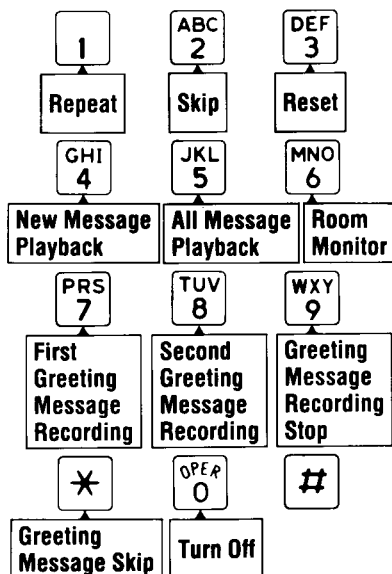 1
ABC
2
DEF
3
Repeat
Skip
Reset
GHI
4
JKL
5
MNO
6
New Message
Playback
All Message
Playback
Room
Monitor
PRS
7
TUV
8
WXY
9
First
Greeting
Message
Recording
Second
Greeting
Message
Recording
Greeting
Message
Recording
Stop
*
OPER
0
#
Greeting
Message Skip
Turn Off